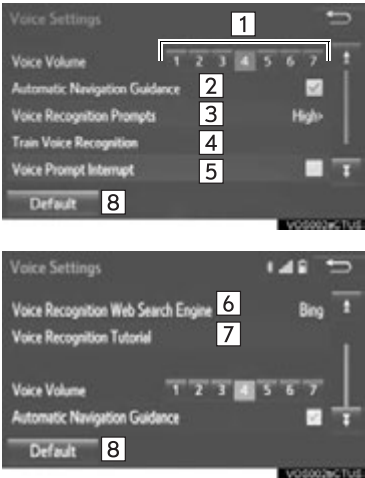 Voice Settings
1
Voice Volume 1 2 3 4 5 6 7
Automatic Navigation Guidance 2
Voice Recognition Prompts 3 High>
Train Voice Recognition 4
Voice Prompt Interrupt 5
Default 8
Voice Settings
Voice Recognition Web Search Engine 6 Bing
Voice Recognition Tutorial 7
Voice Volume 1 2 3 4 5 6 7
Automatic Navigation Guidance
Default 8